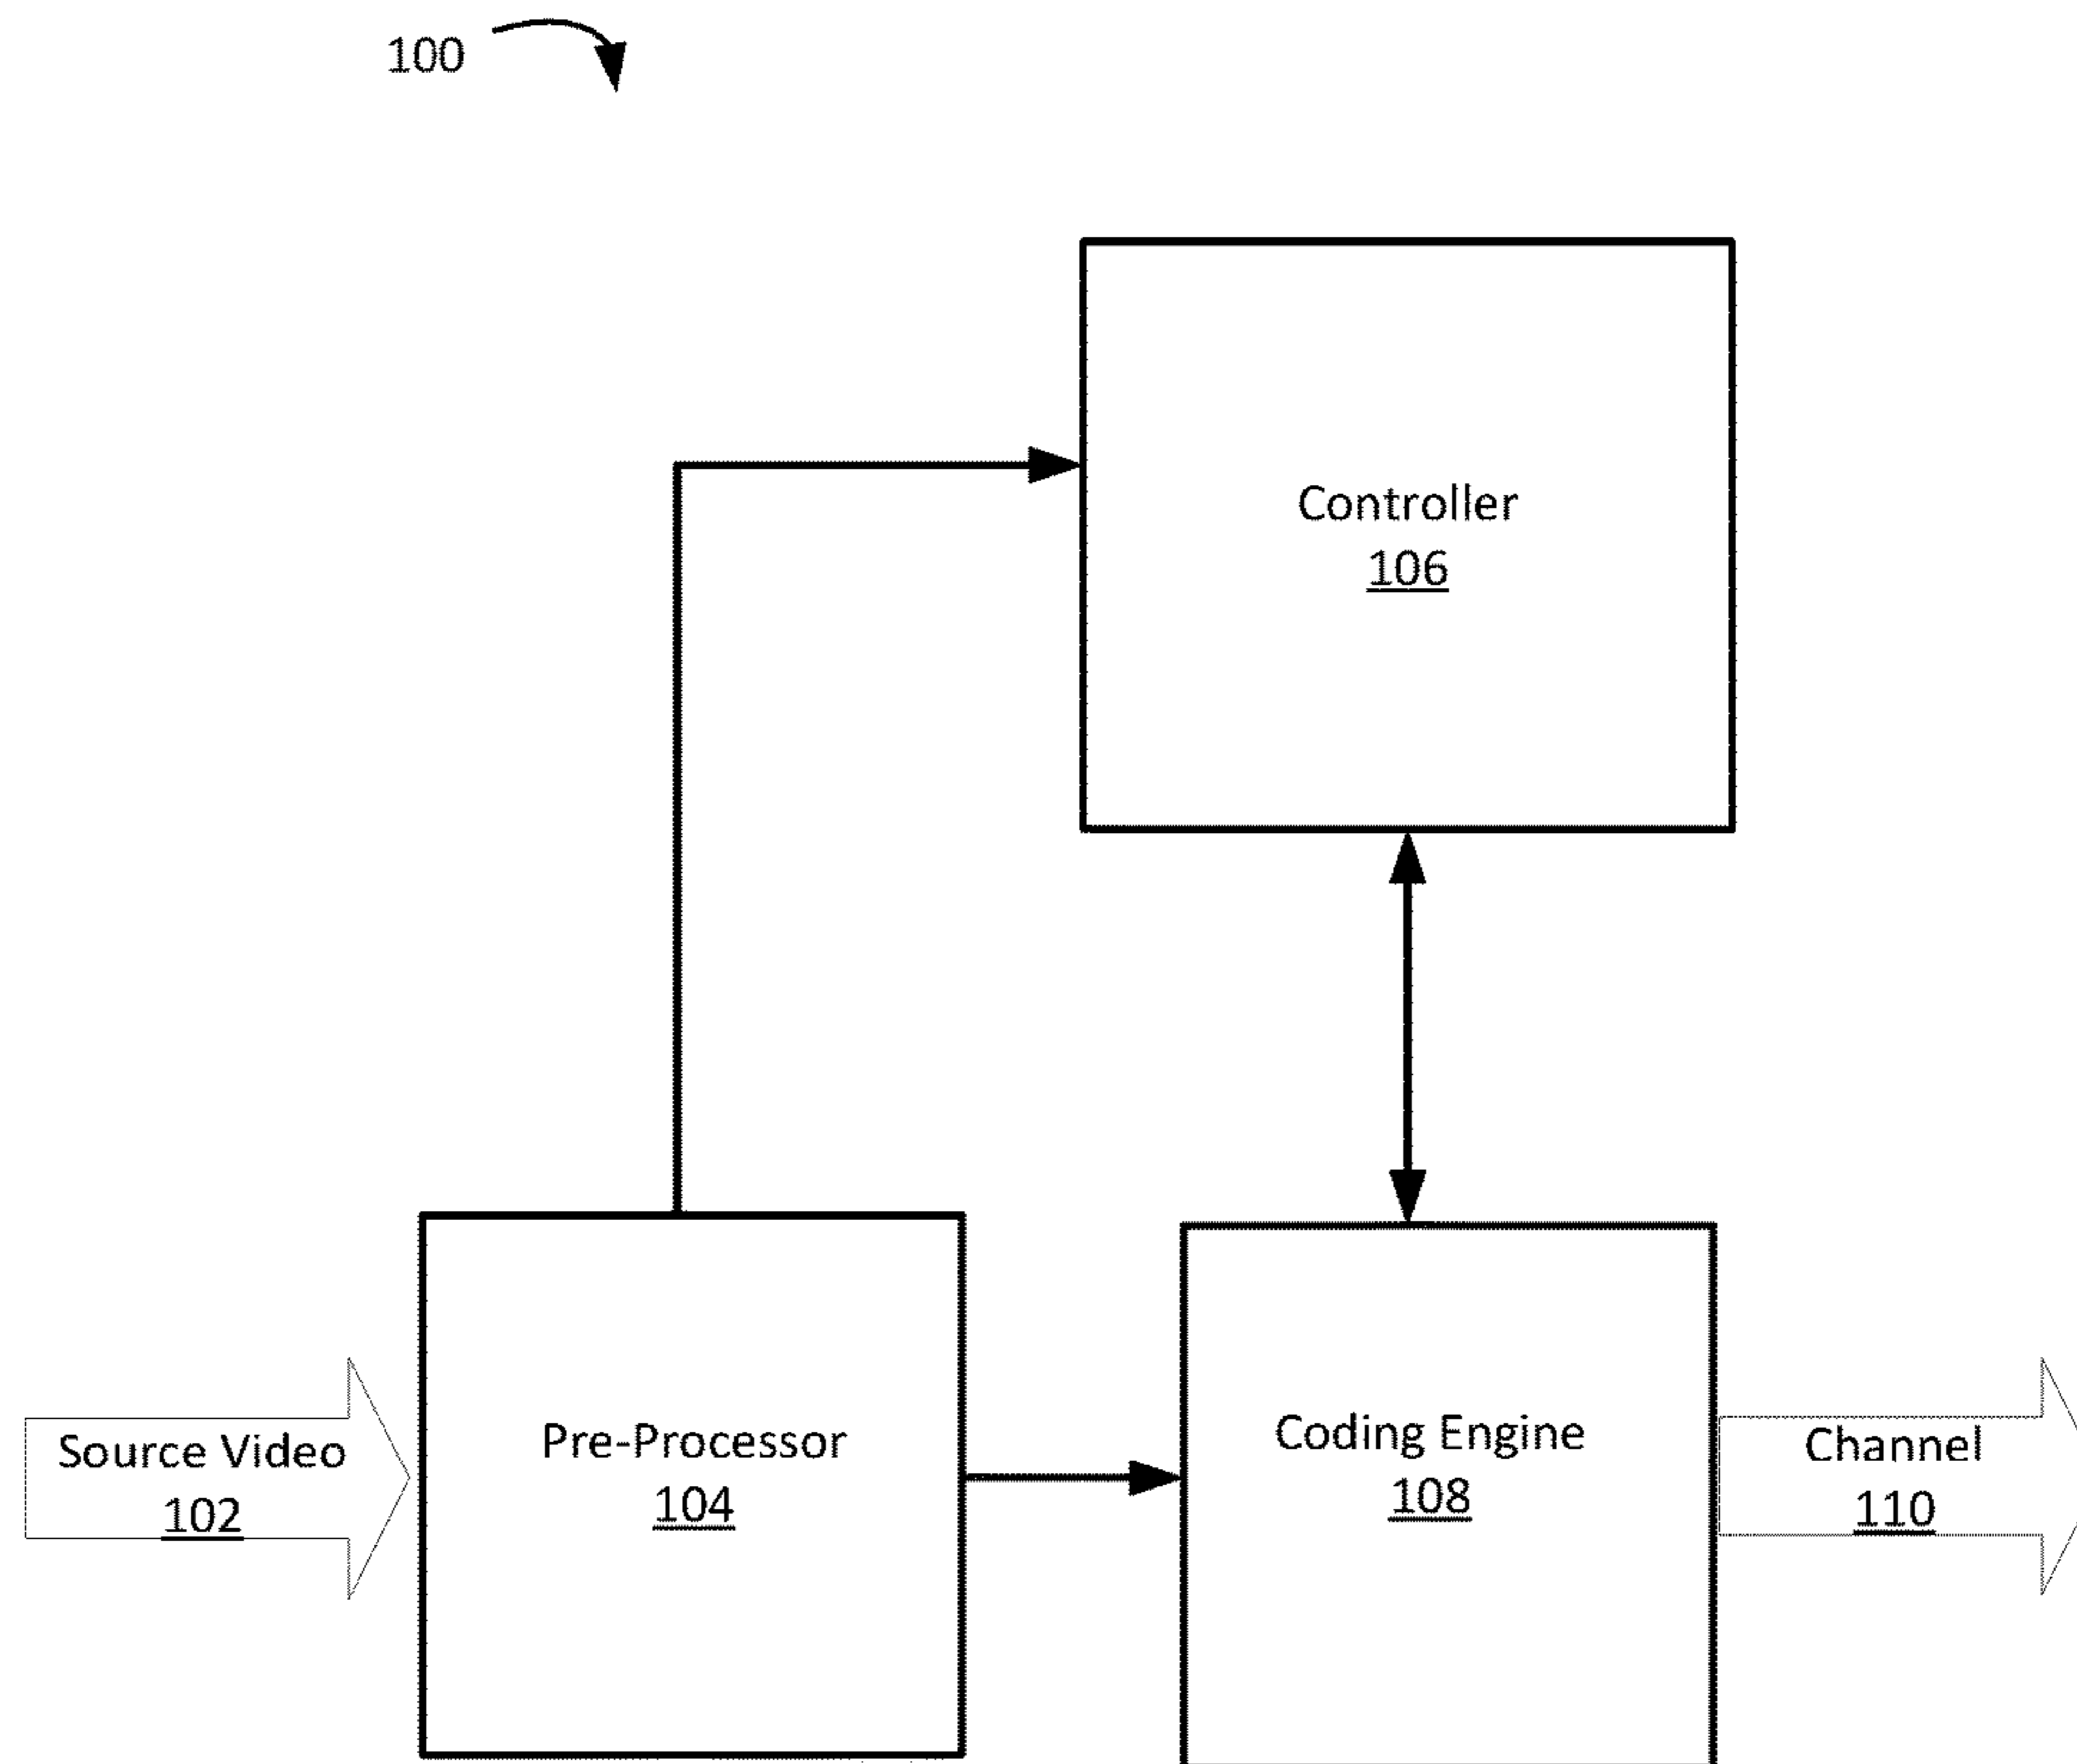 100
Controller
106
Source Video
102
Pre-Processor
104
Coding Engine
108
Channel
110